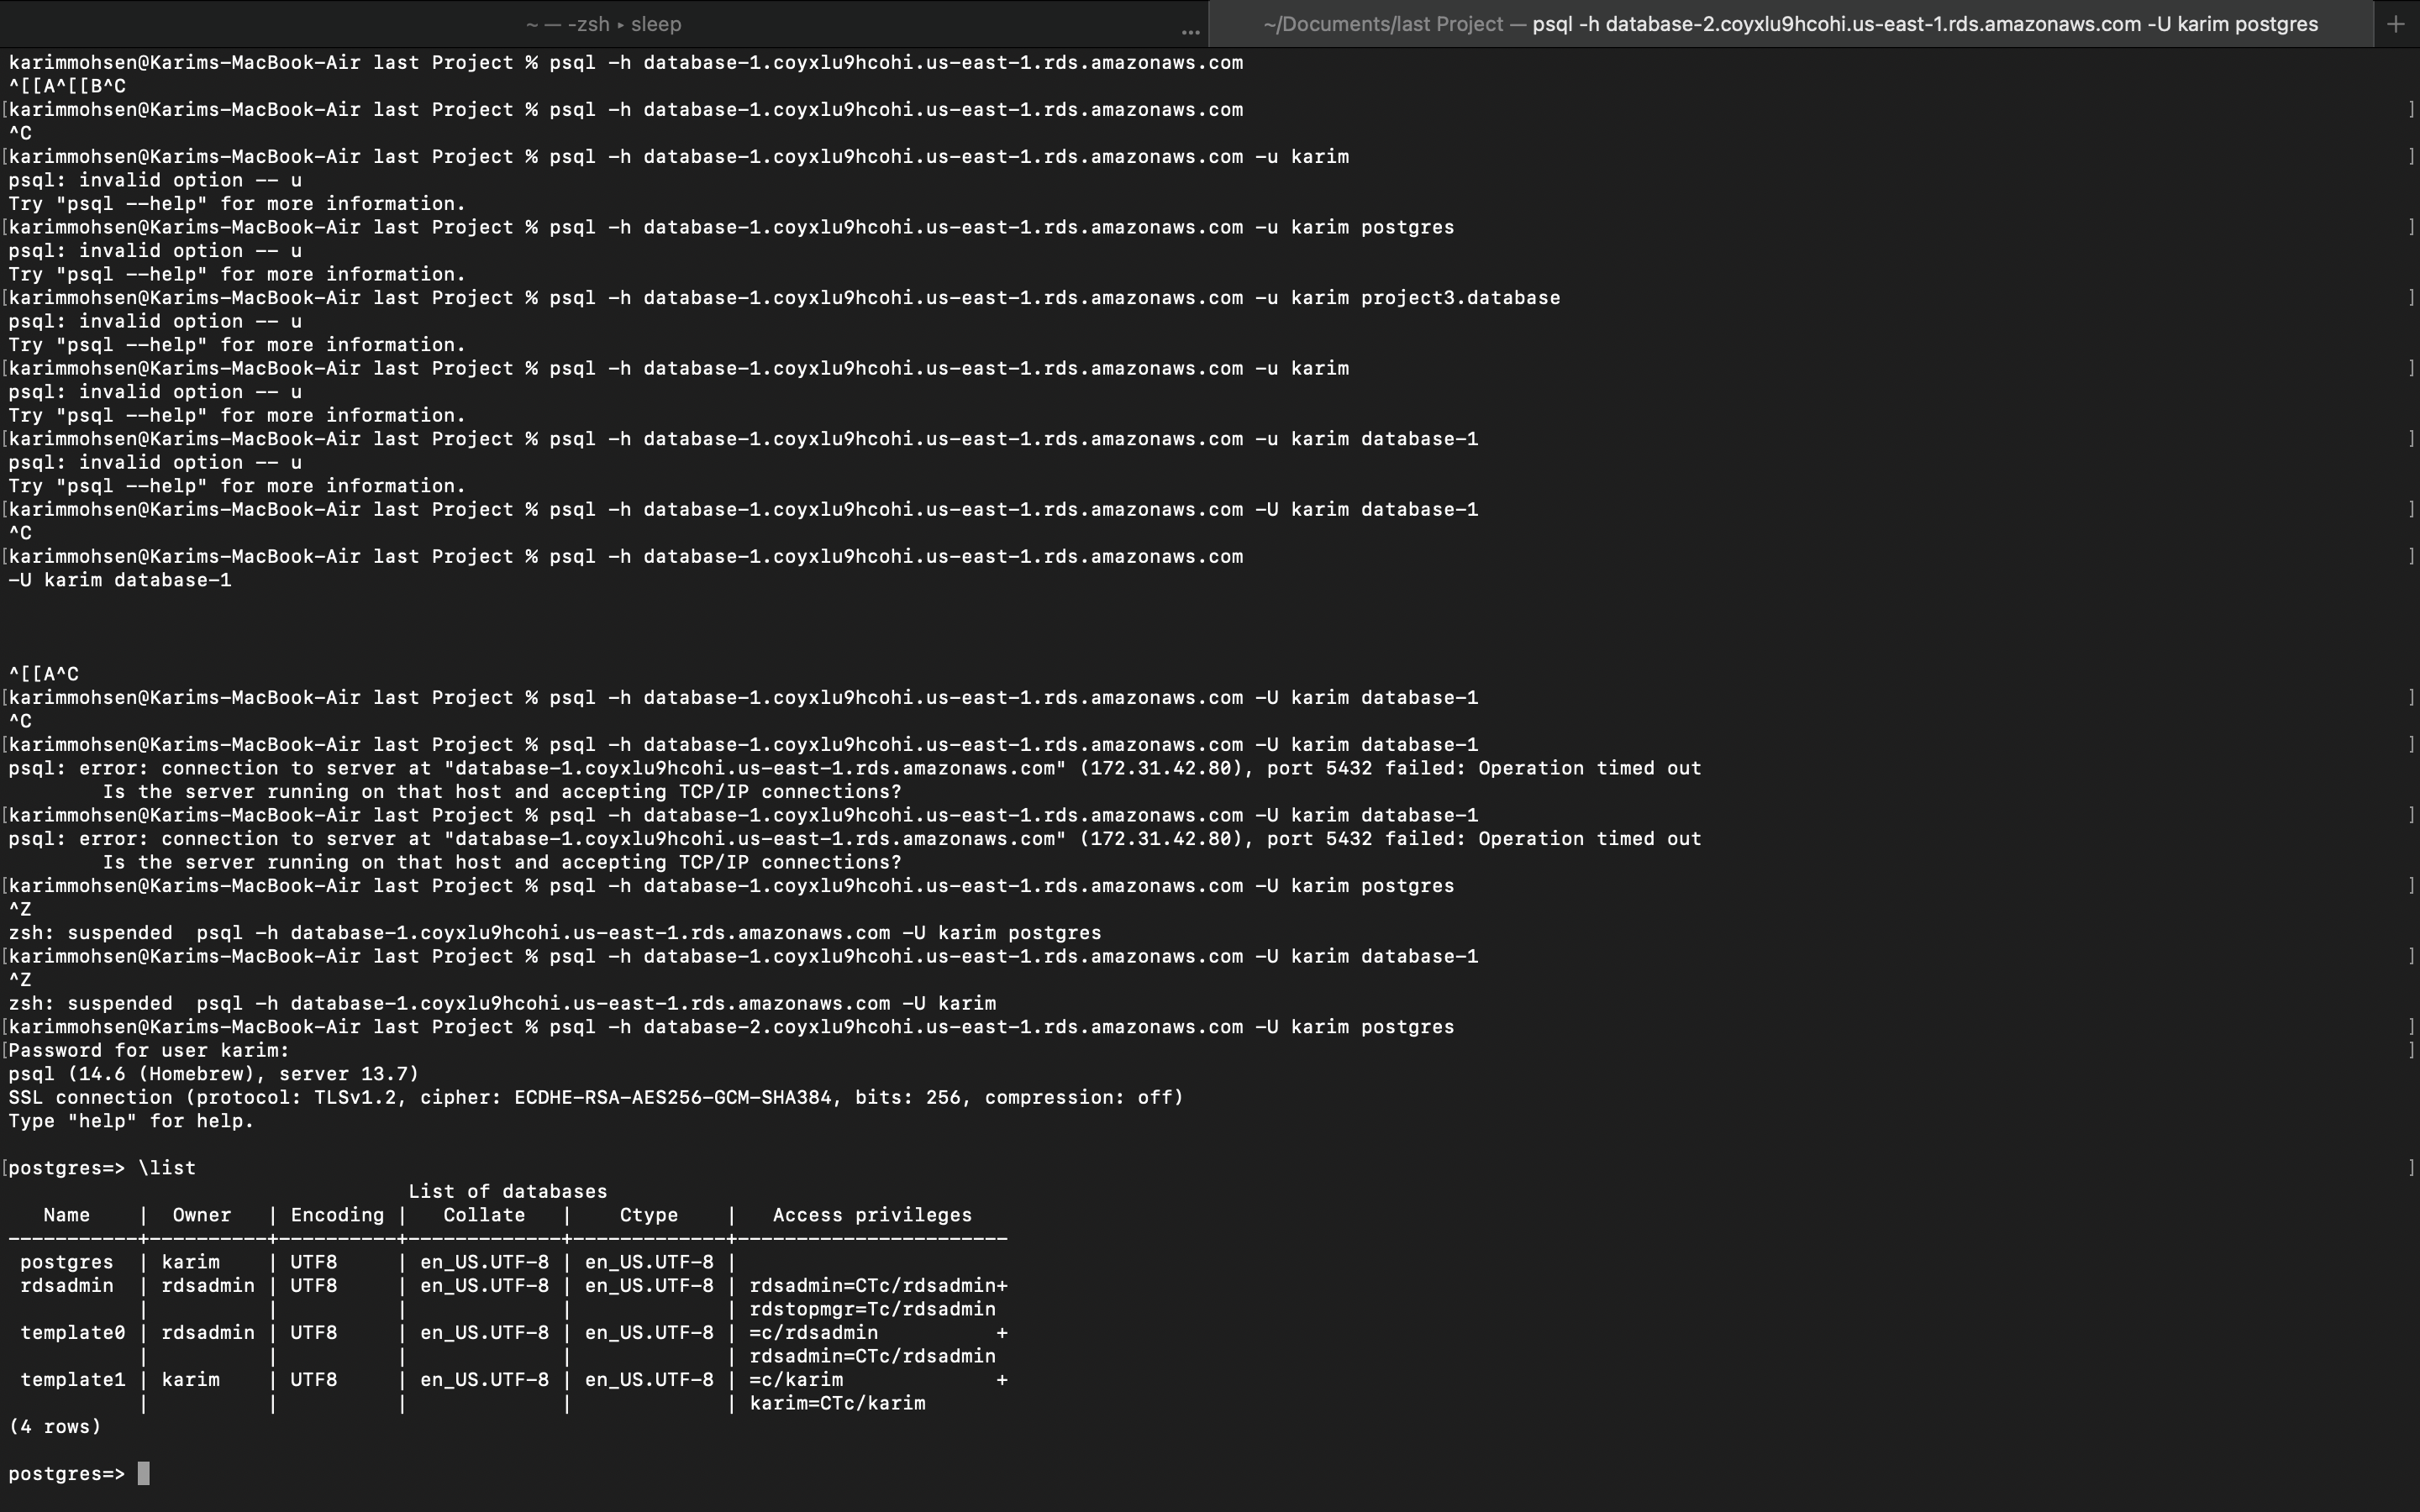 ~ — -zsh ▸ sleep
...
~/Documents/last Project — psql -h database-2.coyxlu9hcohi.us-east-1.rds.amazonaws.com -U karim postgres
+
karimmohsen@Karims-MacBook-Air last Project % psql -h database-1.coyxlu9hcohi.us-east-1.rds.amazonaws.com
^[[A^[[B^C
[karimmohsen@Karims-MacBook-Air last Project % psql -h database-1.coyxlu9hcohi.us-east-1.rds.amazonaws.com ]
^C
[karimmohsen@Karims-MacBook-Air last Project % psql -h database-1.coyxlu9hcohi.us-east-1.rds.amazonaws.com -u karim ]
psql: invalid option -- u
Try "psql --help" for more information.
[karimmohsen@Karims-MacBook-Air last Project % psql -h database-1.coyxlu9hcohi.us-east-1.rds.amazonaws.com -u karim postgres ]
psql: invalid option -- u
Try "psql --help" for more information.
[karimmohsen@Karims-MacBook-Air last Project % psql -h database-1.coyxlu9hcohi.us-east-1.rds.amazonaws.com -u karim project3.database ]
psql: invalid option -- u
Try "psql --help" for more information.
[karimmohsen@Karims-MacBook-Air last Project % psql -h database-1.coyxlu9hcohi.us-east-1.rds.amazonaws.com -u karim ]
psql: invalid option -- u
Try "psql --help" for more information.
[karimmohsen@Karims-MacBook-Air last Project % psql -h database-1.coyxlu9hcohi.us-east-1.rds.amazonaws.com -u karim database-1 ]
psql: invalid option -- u
Try "psql --help" for more information.
[karimmohsen@Karims-MacBook-Air last Project % psql -h database-1.coyxlu9hcohi.us-east-1.rds.amazonaws.com -U karim database-1 ]
^C
[karimmohsen@Karims-MacBook-Air last Project % psql -h database-1.coyxlu9hcohi.us-east-1.rds.amazonaws.com ]
-U karim database-1
^[[A^C
[karimmohsen@Karims-MacBook-Air last Project % psql -h database-1.coyxlu9hcohi.us-east-1.rds.amazonaws.com -U karim database-1 ]
^C
[karimmohsen@Karims-MacBook-Air last Project % psql -h database-1.coyxlu9hcohi.us-east-1.rds.amazonaws.com -U karim database-1 ]
psql: error: connection to server at "database-1.coyxlu9hcohi.us-east-1.rds.amazonaws.com" (172.31.42.80), port 5432 failed: Operation timed out
Is the server running on that host and accepting TCP/IP connections?
[karimmohsen@Karims-MacBook-Air last Project % psql -h database-1.coyxlu9hcohi.us-east-1.rds.amazonaws.com -U karim database-1 ]
psql: error: connection to server at "database-1.coyxlu9hcohi.us-east-1.rds.amazonaws.com" (172.31.42.80), port 5432 failed: Operation timed out
Is the server running on that host and accepting TCP/IP connections?
[karimmohsen@Karims-MacBook-Air last Project % psql -h database-1.coyxlu9hcohi.us-east-1.rds.amazonaws.com -U karim postgres ]
^Z
zsh: suspended  psql -h database-1.coyxlu9hcohi.us-east-1.rds.amazonaws.com -U karim postgres
[karimmohsen@Karims-MacBook-Air last Project % psql -h database-1.coyxlu9hcohi.us-east-1.rds.amazonaws.com -U karim database-1 ]
^Z
zsh: suspended  psql -h database-1.coyxlu9hcohi.us-east-1.rds.amazonaws.com -U karim
[karimmohsen@Karims-MacBook-Air last Project % psql -h database-2.coyxlu9hcohi.us-east-1.rds.amazonaws.com -U karim postgres ]
[Password for user karim: ]
psql (14.6 (Homebrew), server 13.7)
SSL connection (protocol: TLSv1.2, cipher: ECDHE-RSA-AES256-GCM-SHA384, bits: 256, compression: off)
Type "help" for help.
[postgres=> \list ]
List of databases
Name | Owner | Encoding | Collate | Ctype | Access privileges
-----------+----------+----------+-------------+-------------+-----------------------
postgres | karim | UTF8 | en_US.UTF-8 | en_US.UTF-8 |
rdsadmin | rdsadmin | UTF8 | en_US.UTF-8 | en_US.UTF-8 | rdsadmin=CTc/rdsadmin+
| | | | | rdstopmgr=Tc/rdsadmin
template0 | rdsadmin | UTF8 | en_US.UTF-8 | en_US.UTF-8 | =c/rdsadmin +
| | | | | rdsadmin=CTc/rdsadmin
template1 | karim | UTF8 | en_US.UTF-8 | en_US.UTF-8 | =c/karim +
| | | | | karim=CTc/karim
(4 rows)
postgres=>